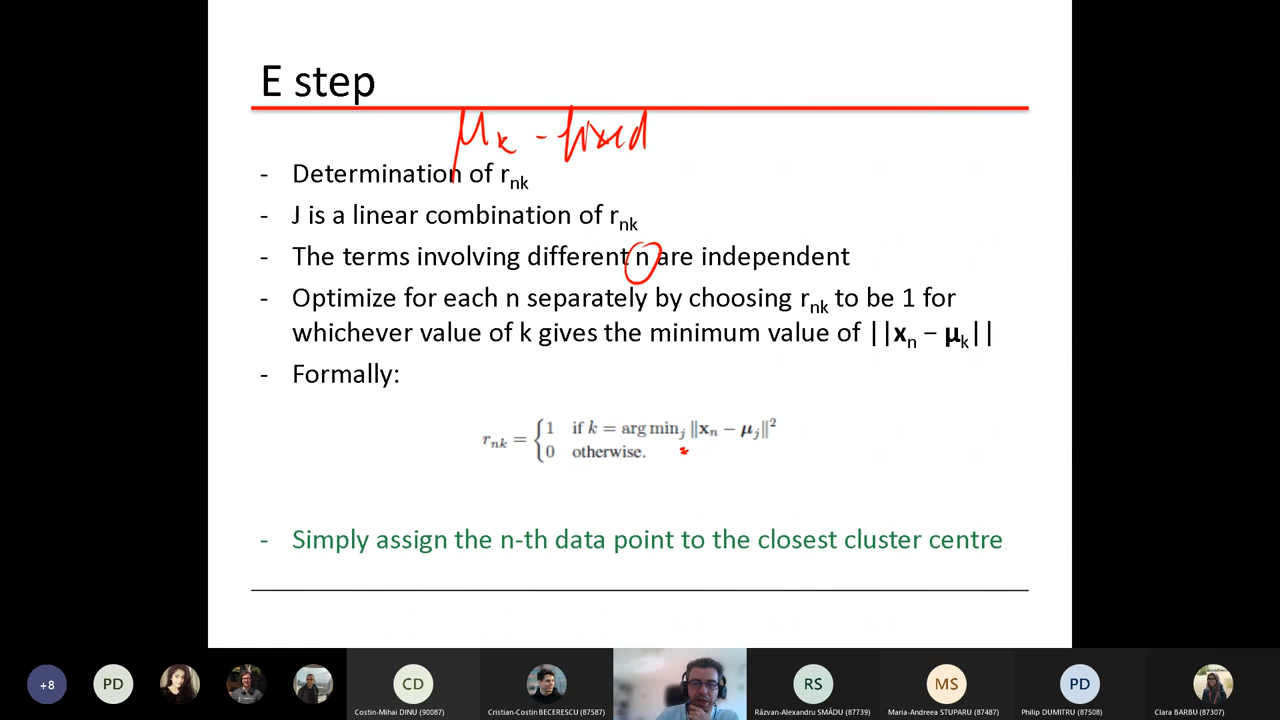 E step
μk - fixed
- Determination of rnk
- J is a linear combination of rnk
- The terms involving different n are independent
- Optimize for each n separately by choosing rnk to be 1 for
whichever value of k gives the minimum value of ||xn − μk||
- Formally:
rnk = { 1 if k = arg minj ‖xn − μj‖²
0 otherwise.
- Simply assign the n-th data point to the closest cluster centre
+8 PD CD RS MS PD
Costin-Mihai DINU (90087) Cristian-Costin BECERESCU (87587) Răzvan-Alexandru SMĂDU (87739) Maria-Andreea STUPARU (87487) Philip DUMITRU (87508) Clara BARBU (87307)